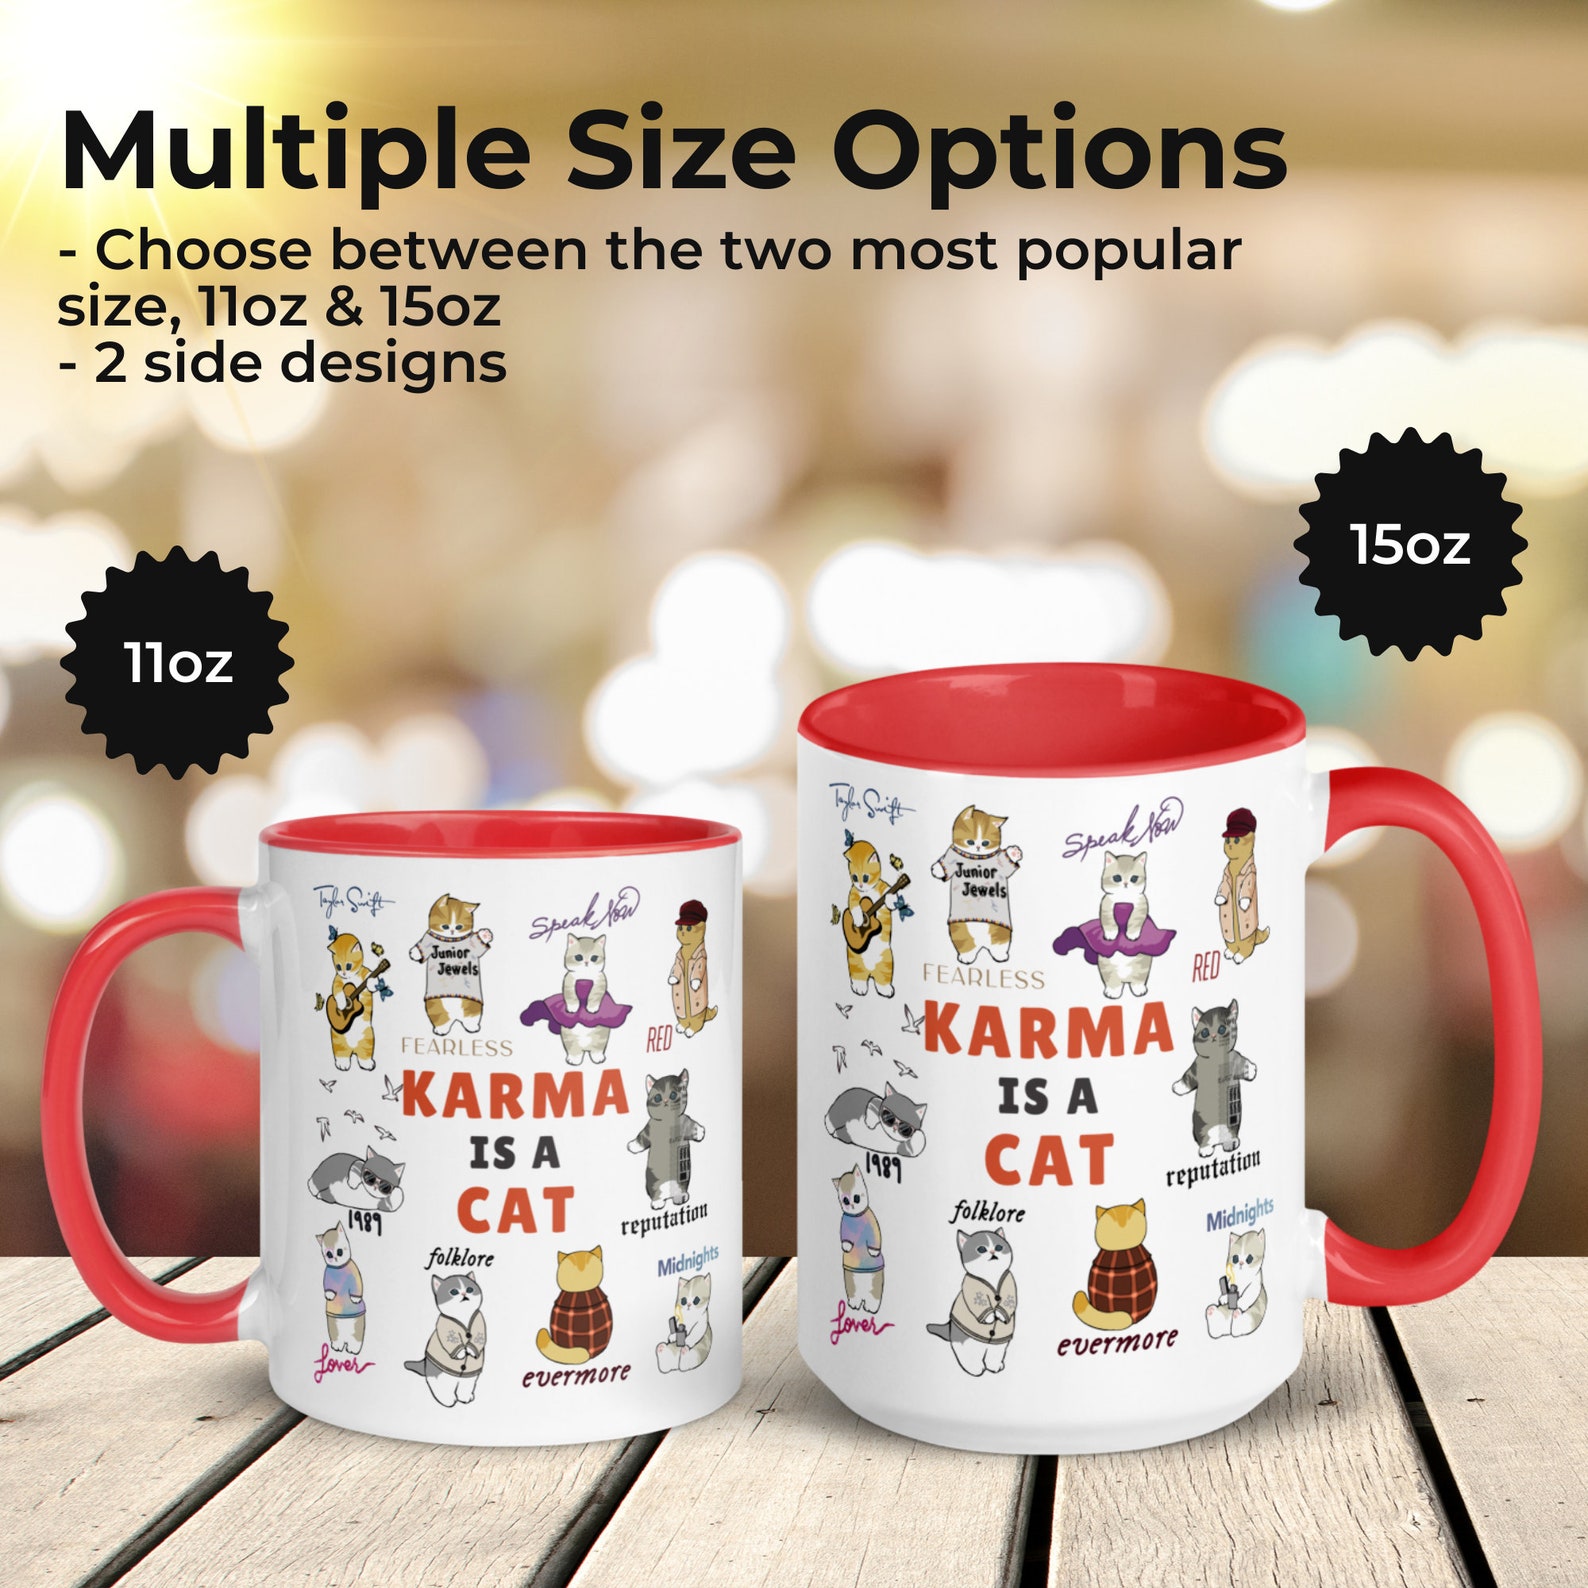 Multiple Size Options
- Choose between the two most popular
size, 11oz & 15oz
- 2 side designs
15oz
11oz
Taylor Swift
Junior
Jewels
Speak Now
FEARLESS
RED
KARMA
IS A
CAT
1989
reputation
folklore
Midnights
Lover
evermore
Taylor Swift
Junior
Jewels
Speak Now
FEARLESS
RED
KARMA
IS A
CAT
1989
reputation
folklore
Midnights
Lover
evermore